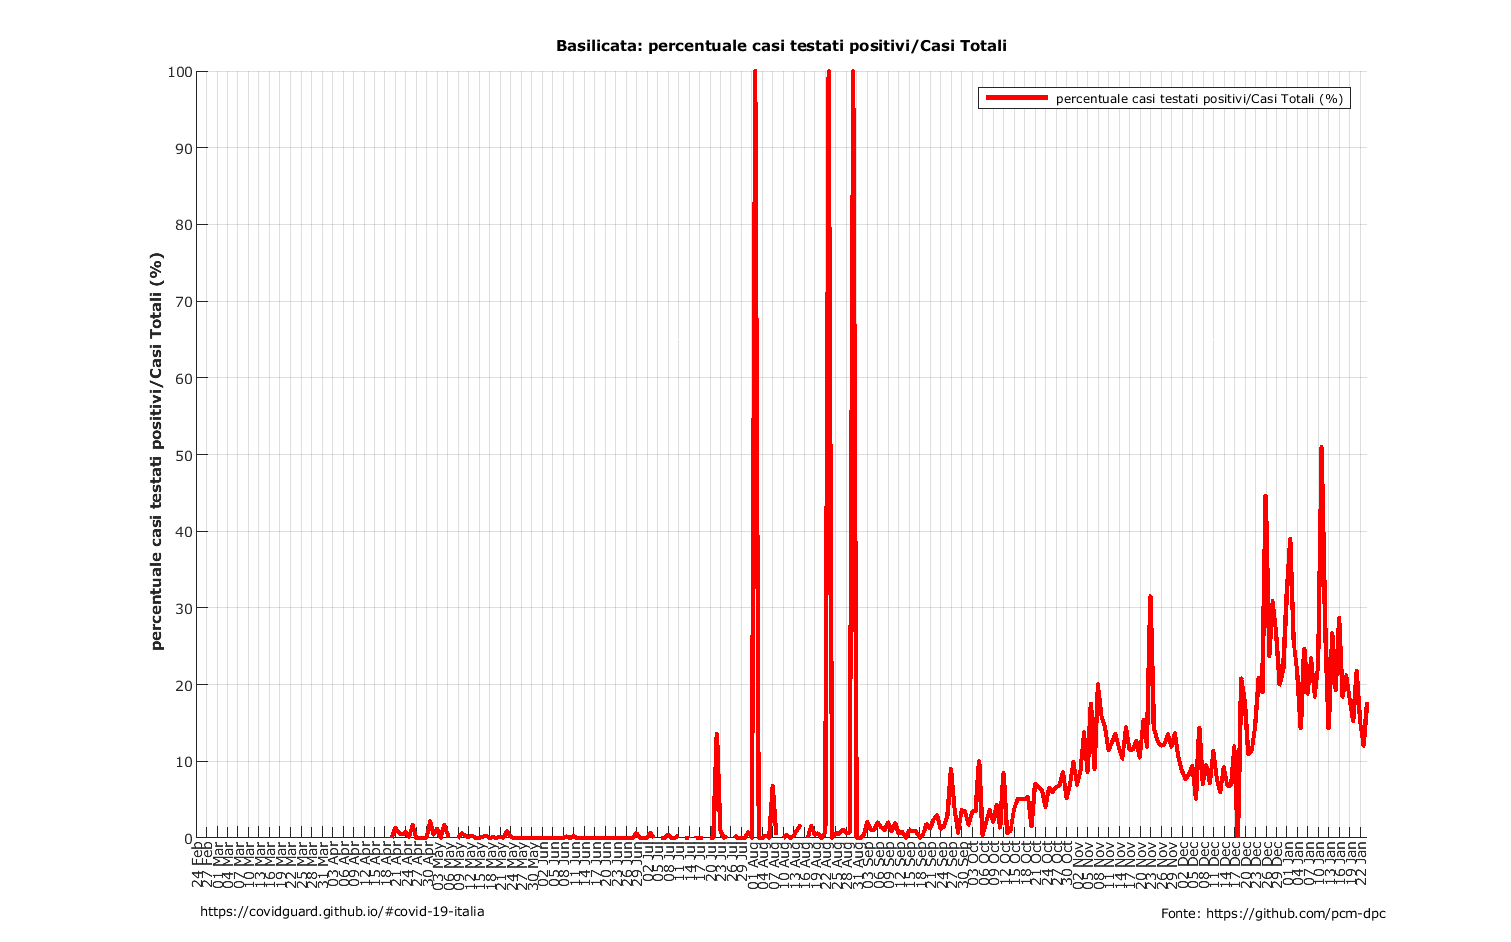 Basilicata: percentuale casi testati positivi/Casi Totali
percentuale casi testati positivi/Casi Totali (%)
percentuale casi testati positivi/Casi Totali (%)
100
90
80
70
60
50
40
30
20
10
0
24 Feb
27 Feb
01 Mar
04 Mar
07 Mar
10 Mar
13 Mar
16 Mar
19 Mar
22 Mar
25 Mar
28 Mar
31 Mar
03 Apr
06 Apr
09 Apr
12 Apr
15 Apr
18 Apr
21 Apr
24 Apr
27 Apr
30 Apr
03 May
06 May
09 May
12 May
15 May
18 May
21 May
24 May
27 May
30 May
02 Jun
05 Jun
08 Jun
11 Jun
14 Jun
17 Jun
20 Jun
23 Jun
26 Jun
29 Jun
02 Jul
05 Jul
08 Jul
11 Jul
14 Jul
17 Jul
20 Jul
23 Jul
26 Jul
29 Jul
01 Aug
04 Aug
07 Aug
10 Aug
13 Aug
16 Aug
19 Aug
22 Aug
25 Aug
28 Aug
31 Aug
03 Sep
06 Sep
09 Sep
12 Sep
15 Sep
18 Sep
21 Sep
24 Sep
27 Sep
30 Sep
03 Oct
06 Oct
09 Oct
12 Oct
15 Oct
18 Oct
21 Oct
24 Oct
27 Oct
30 Oct
02 Nov
05 Nov
08 Nov
11 Nov
14 Nov
17 Nov
20 Nov
23 Nov
26 Nov
29 Nov
02 Dec
05 Dec
08 Dec
11 Dec
14 Dec
17 Dec
20 Dec
23 Dec
26 Dec
29 Dec
01 Jan
04 Jan
07 Jan
10 Jan
13 Jan
16 Jan
19 Jan
22 Jan
https://covidguard.github.io/#covid-19-italia
Fonte: https://github.com/pcm-dpc